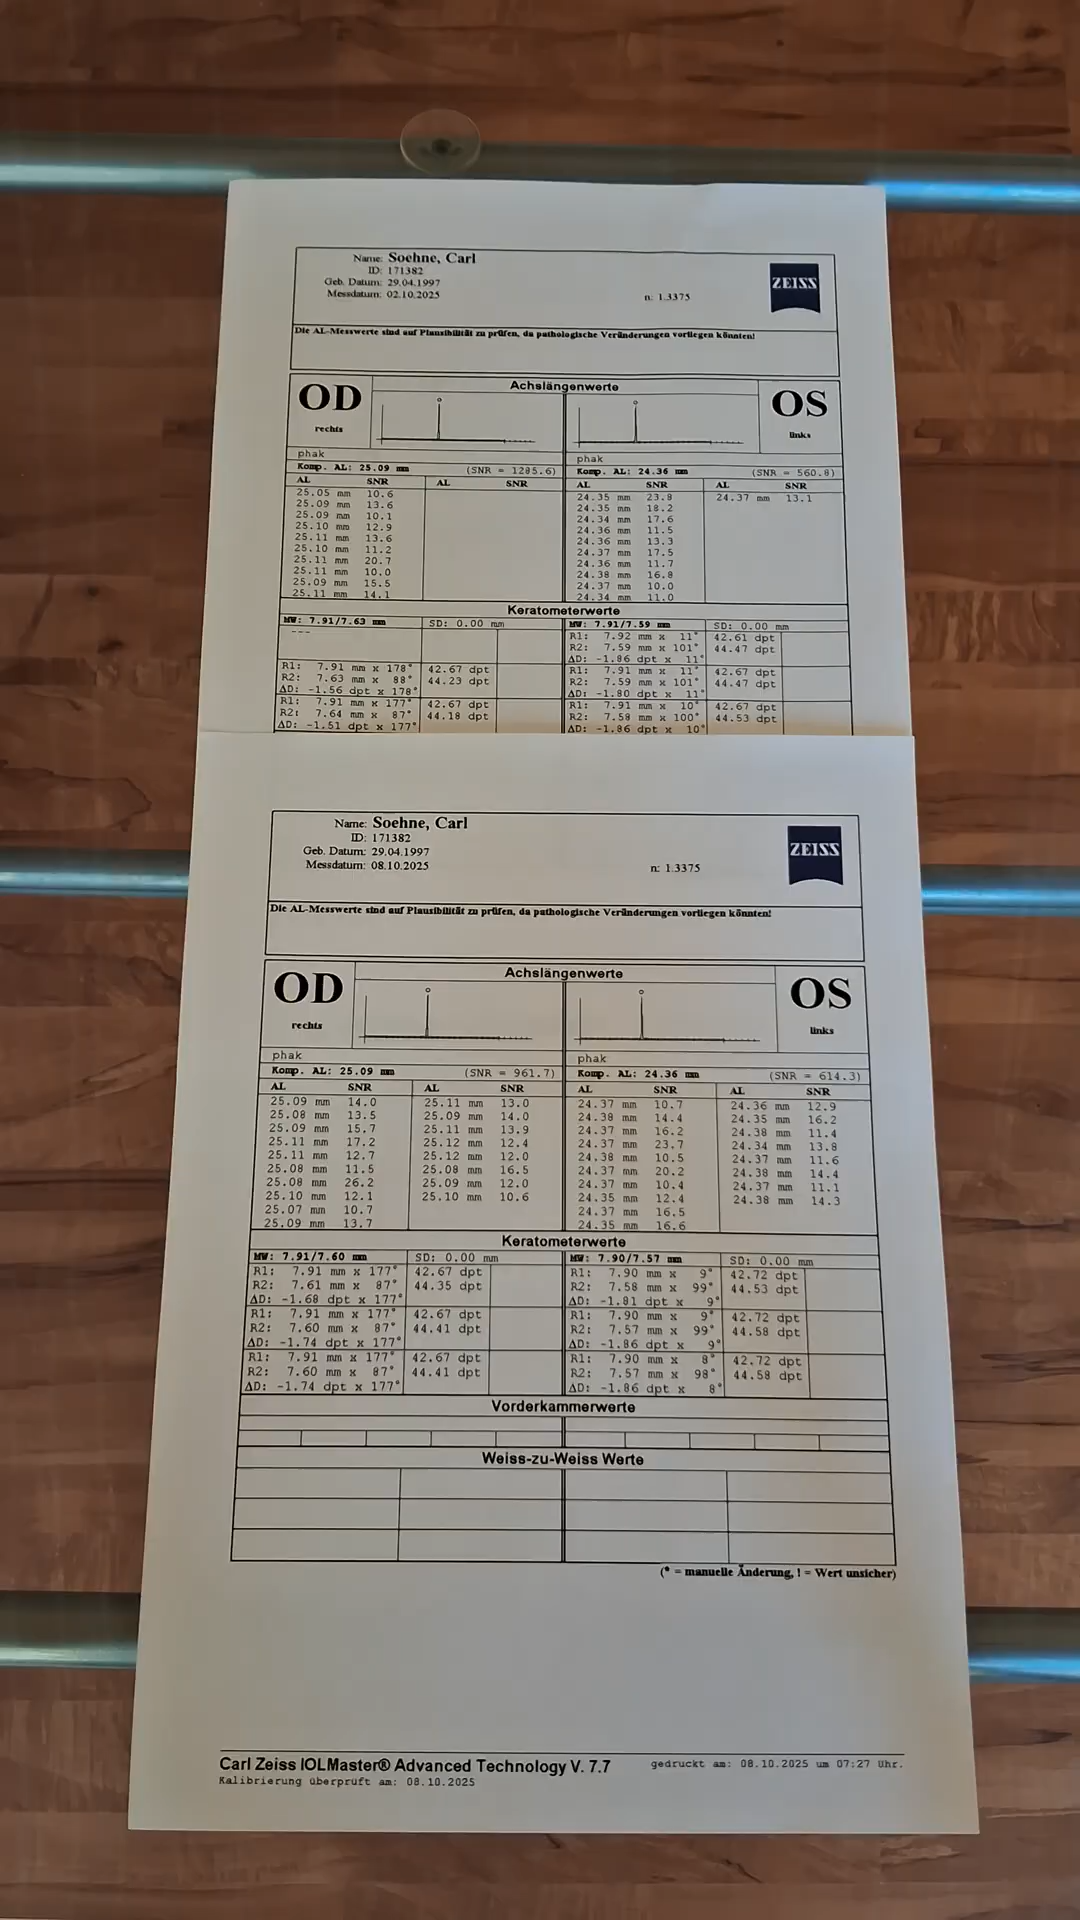 Name: Soehne, Carl
ID: 171382
Geb. Datum: 29.04.1997
Messdatum: 02.10.2025
n: 1.3375
ZEISS
Die AL-Messwerte sind auf Plausibilität zu prüfen, da pathologische Veränderungen vorliegen könnten!
OD
rechts
Achslängenwerte
OS
links
phak
phak
Komp. AL: 25.09 mm (SNR = 1285.6) Komp. AL: 24.36 mm (SNR = 560.8)
AL SNR AL SNR AL SNR AL SNR
25.05 mm 10.6 24.35 mm 23.8 24.37 mm 13.1
25.09 mm 13.6 24.35 mm 18.2
25.09 mm 10.1 24.34 mm 17.6
25.10 mm 12.9 24.36 mm 11.5
25.11 mm 13.6 24.36 mm 13.3
25.10 mm 11.2 24.37 mm 17.5
25.11 mm 20.7 24.36 mm 11.7
25.11 mm 10.0 24.38 mm 16.8
25.09 mm 15.5 24.37 mm 10.0
25.11 mm 14.1 24.34 mm 11.0
Keratometerwerte
MW: 7.91/7.63 mm SD: 0.00 mm MW: 7.91/7.59 mm SD: 0.00 mm
--- R1: 7.92 mm x 11° 42.61 dpt
R2: 7.59 mm x 101° 44.47 dpt
ΔD: -1.86 dpt x 11°
R1: 7.91 mm x 178° 42.67 dpt R1: 7.91 mm x 11° 42.67 dpt
R2: 7.63 mm x 88° 44.23 dpt R2: 7.59 mm x 101° 44.47 dpt
ΔD: -1.56 dpt x 178° ΔD: -1.80 dpt x 11°
R1: 7.91 mm x 177° 42.67 dpt R1: 7.91 mm x 10° 42.67 dpt
R2: 7.64 mm x 87° 44.18 dpt R2: 7.58 mm x 100° 44.53 dpt
ΔD: -1.51 dpt x 177° ΔD: -1.86 dpt x 10°
Name: Soehne, Carl
ID: 171382
Geb. Datum: 29.04.1997
Messdatum: 08.10.2025
n: 1.3375
ZEISS
Die AL-Messwerte sind auf Plausibilität zu prüfen, da pathologische Veränderungen vorliegen könnten!
OD
rechts
Achslängenwerte
OS
links
phak
phak
Komp. AL: 25.09 mm (SNR = 961.7) Komp. AL: 24.36 mm (SNR = 614.3)
AL SNR AL SNR AL SNR AL SNR
25.09 mm 14.0 25.11 mm 13.0 24.37 mm 10.7 24.36 mm 12.9
25.08 mm 13.5 25.09 mm 14.0 24.38 mm 14.4 24.35 mm 16.2
25.09 mm 15.7 25.11 mm 13.9 24.37 mm 16.2 24.38 mm 11.4
25.11 mm 17.2 25.12 mm 12.4 24.37 mm 23.7 24.34 mm 13.8
25.11 mm 12.7 25.12 mm 12.0 24.38 mm 10.5 24.37 mm 11.6
25.08 mm 11.5 25.08 mm 16.5 24.37 mm 20.2 24.38 mm 14.4
25.08 mm 26.2 25.09 mm 12.0 24.37 mm 10.4 24.37 mm 11.1
25.10 mm 12.1 25.10 mm 10.6 24.35 mm 12.4 24.38 mm 14.3
25.07 mm 10.7 24.37 mm 16.5
25.09 mm 13.7 24.35 mm 16.6
Keratometerwerte
MW: 7.91/7.60 mm SD: 0.00 mm MW: 7.90/7.57 mm SD: 0.00 mm
R1: 7.91 mm x 177° 42.67 dpt R1: 7.90 mm x 9° 42.72 dpt
R2: 7.61 mm x 87° 44.35 dpt R2: 7.58 mm x 99° 44.53 dpt
ΔD: -1.68 dpt x 177° ΔD: -1.81 dpt x 9°
R1: 7.91 mm x 177° 42.67 dpt R1: 7.90 mm x 9° 42.72 dpt
R2: 7.60 mm x 87° 44.41 dpt R2: 7.57 mm x 99° 44.58 dpt
ΔD: -1.74 dpt x 177° ΔD: -1.86 dpt x 9°
R1: 7.91 mm x 177° 42.67 dpt R1: 7.90 mm x 8° 42.72 dpt
R2: 7.60 mm x 87° 44.41 dpt R2: 7.57 mm x 98° 44.58 dpt
ΔD: -1.74 dpt x 177° ΔD: -1.86 dpt x 8°
Vorderkammerwerte
Weiss-zu-Weiss Werte
(* = manuelle Änderung, ! = Wert unsicher)
Carl Zeiss IOLMaster® Advanced Technology V. 7.7 gedruckt am: 08.10.2025 um 07:27 Uhr.
Kalibrierung überprüft am: 08.10.2025